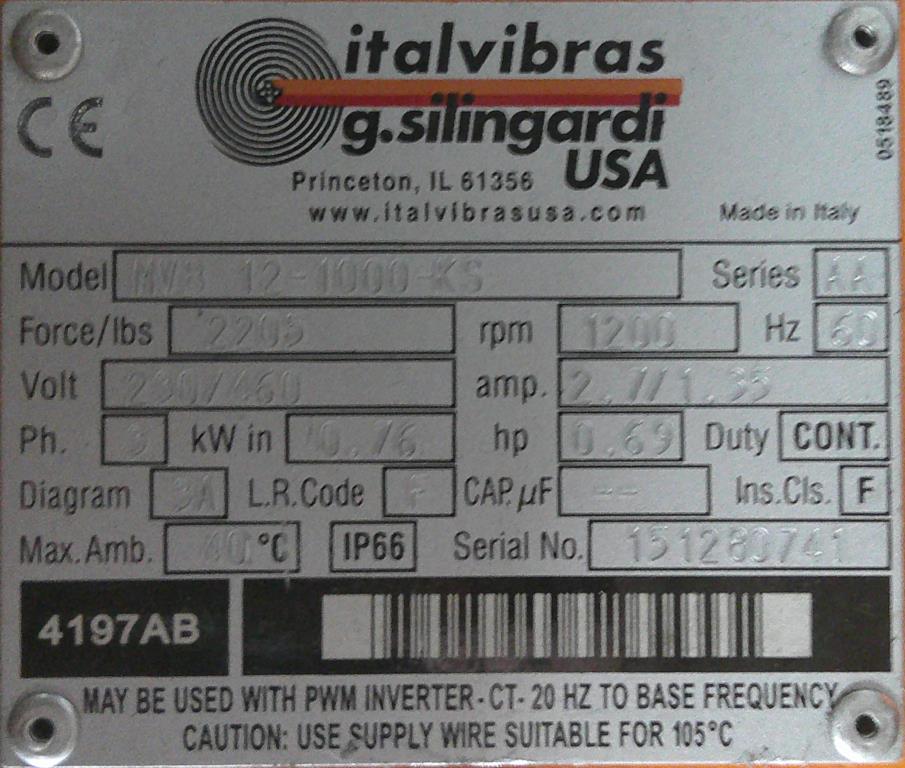 italvibras
g.silingardi
USA
Princeton, IL 61356
www.italvibrasusa.com
Made in Italy
0518489
CE
Model MVB 12-1000-KS Series AA
Force/lbs 2205 rpm 1200 Hz 60
Volt 230/460 amp. 2.7/1.35
Ph. 3 kW in 0.76 hp 0.69 Duty CONT.
Diagram 3A L.R.Code F CAP. µF -- Ins.Cls. F
Max.Amb. 40 °C IP66 Serial No. 151280741
4197AB
MAY BE USED WITH PWM INVERTER-CT-20 HZ TO BASE FREQUENCY
CAUTION: USE SUPPLY WIRE SUITABLE FOR 105°C